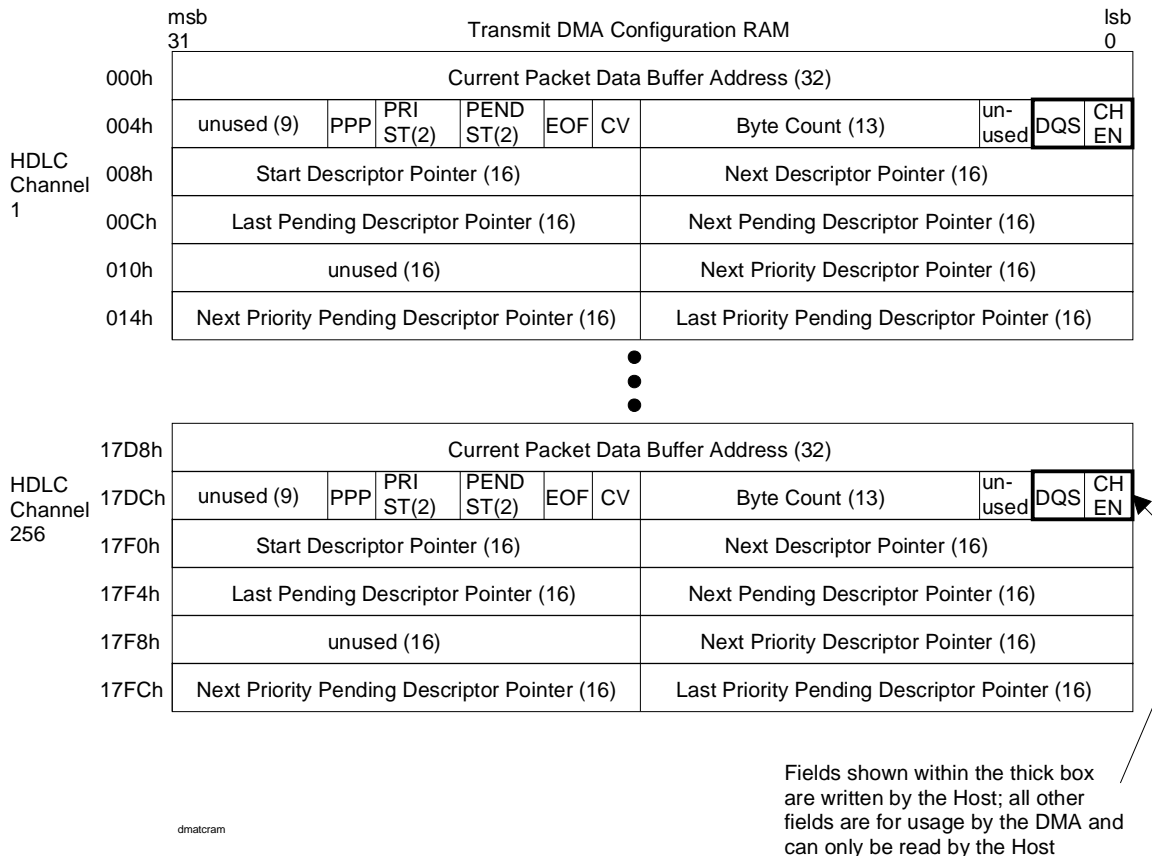 msb
31
Transmit DMA Configuration RAM
lsb
0
HDLC
Channel
1
000h
Current Packet Data Buffer Address (32)
004h
unused (9)
PPP
PRI
ST(2)
PEND
ST(2)
EOF
CV
Byte Count (13)
un-
used
DQS
CH
EN
008h
Start Descriptor Pointer (16)
Next Descriptor Pointer (16)
00Ch
Last Pending Descriptor Pointer (16)
Next Pending Descriptor Pointer (16)
010h
unused (16)
Next Priority Descriptor Pointer (16)
014h
Next Priority Pending Descriptor Pointer (16)
Last Priority Pending Descriptor Pointer (16)
HDLC
Channel
256
17D8h
Current Packet Data Buffer Address (32)
17DCh
unused (9)
PPP
PRI
ST(2)
PEND
ST(2)
EOF
CV
Byte Count (13)
un-
used
DQS
CH
EN
17F0h
Start Descriptor Pointer (16)
Next Descriptor Pointer (16)
17F4h
Last Pending Descriptor Pointer (16)
Next Pending Descriptor Pointer (16)
17F8h
unused (16)
Next Priority Descriptor Pointer (16)
17FCh
Next Priority Pending Descriptor Pointer (16)
Last Priority Pending Descriptor Pointer (16)
Fields shown within the thick box
are written by the Host; all other
fields are for usage by the DMA and
can only be read by the Host
dmatcram